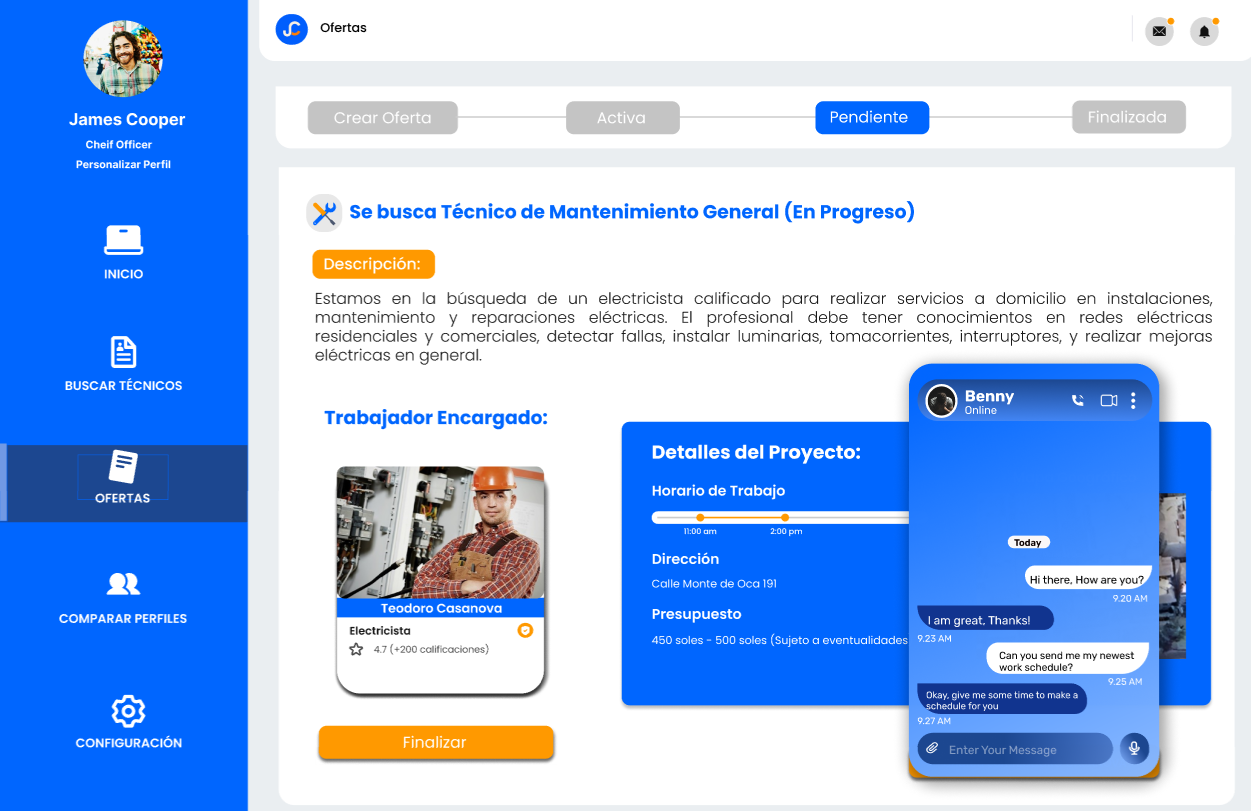 James Cooper
Cheif Officer
Personalizar Perfil
INICIO
BUSCAR TÉCNICOS
OFERTAS
COMPARAR PERFILES
CONFIGURACIÓN
JC
Ofertas
Crear Oferta
Activa
Pendiente
Finalizada
Se busca Técnico de Mantenimiento General (En Progreso)
Descripción:
Estamos en la búsqueda de un electricista calificado para realizar servicios a domicilio en instalaciones,
mantenimiento y reparaciones eléctricas. El profesional debe tener conocimientos en redes eléctricas
residenciales y comerciales, detectar fallas, instalar luminarias, tomacorrientes, interruptores, y realizar mejoras
eléctricas en general.
Trabajador Encargado:
Teodoro Casanova
Electricista
4.7 (+200 calificaciones)
Finalizar
Detalles del Proyecto:
Horario de Trabajo
11:00 am
2:00 pm
Dirección
Calle Monte de Oca 191
Presupuesto
450 soles - 500 soles (Sujeto a eventualidades
Benny
Online
Today
Hi there, How are you?
9.20 AM
I am great, Thanks!
9.23 AM
Can you send me my newest
work schedule?
9.25 AM
Okay, give me some time to make a
schedule for you
9.27 AM
Enter Your Message